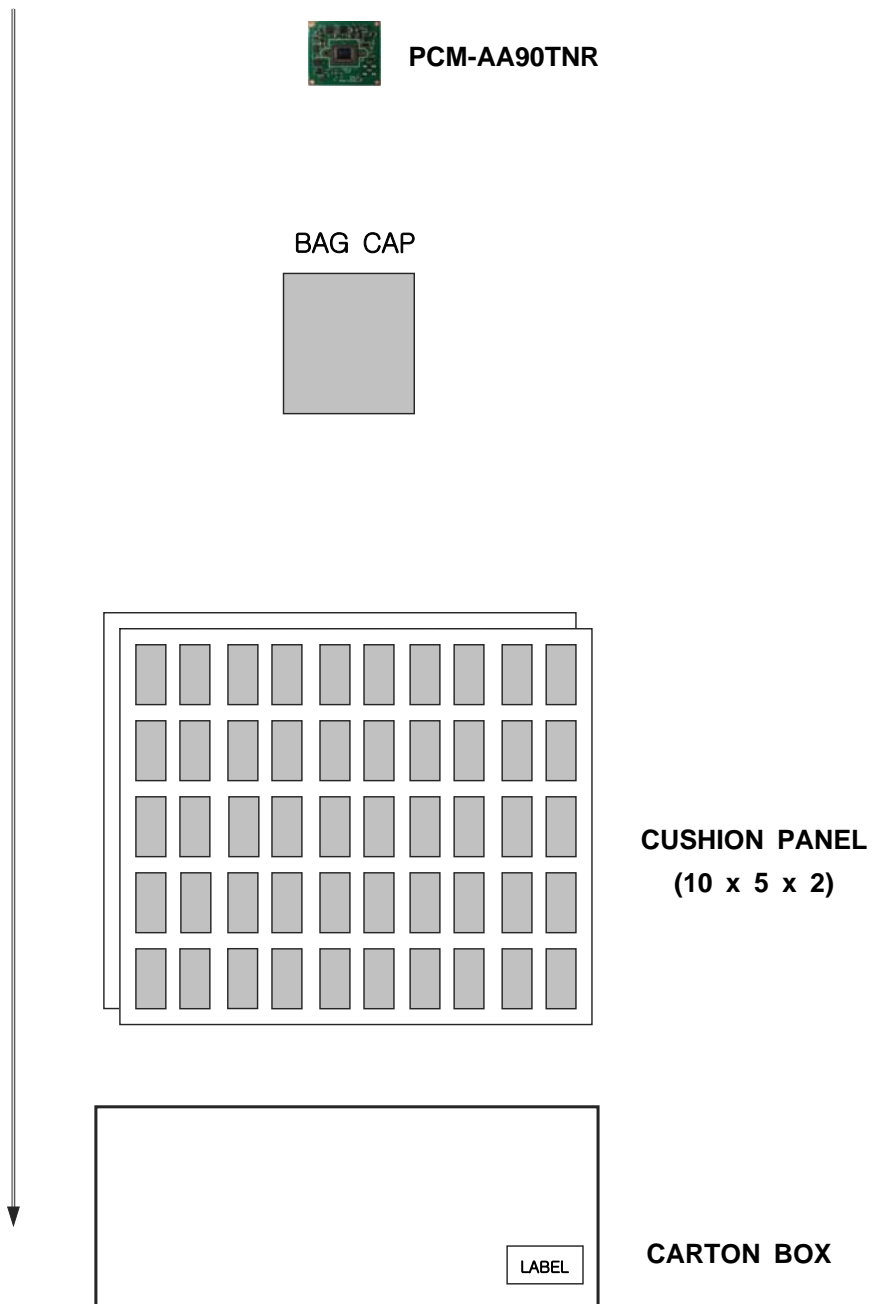 PCM-AA90TNR
BAG CAP
CUSHION PANEL
(10 x 5 x 2)
LABEL
CARTON BOX